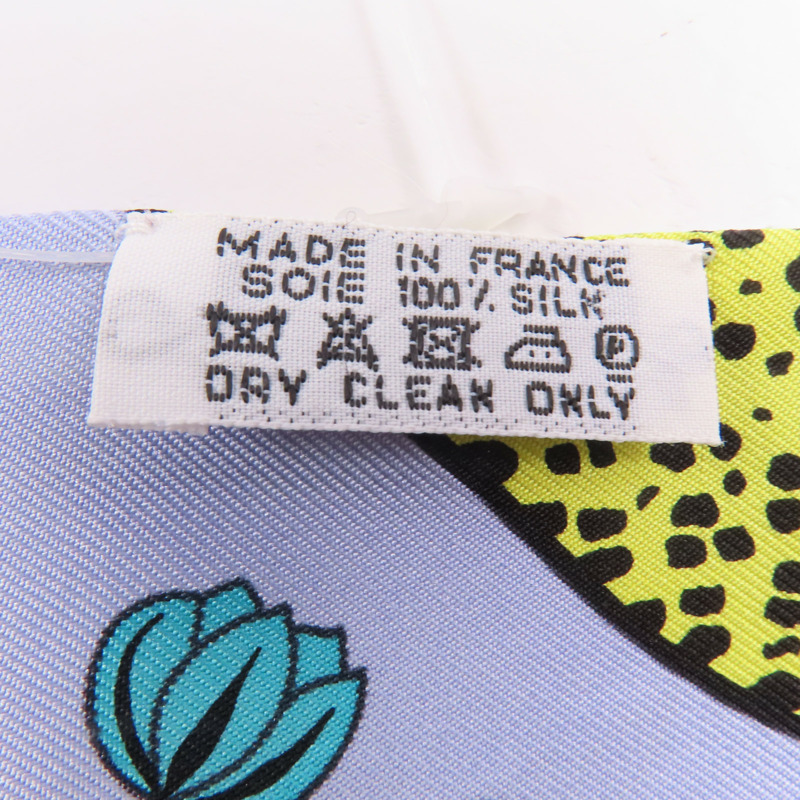 MADE IN FRANCE
SOIE 100% SILK
P
DRY CLEAN ONLY